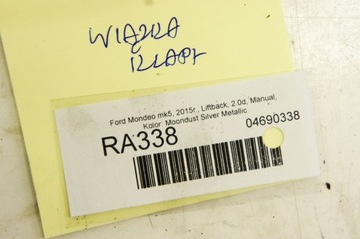 WIĄZKA
KLAPY
Ford Mondeo mk5, 2015r., Liftback, 2.0d, Manual,
Kolor: Moondust Silver Metallic
RA338
04690338